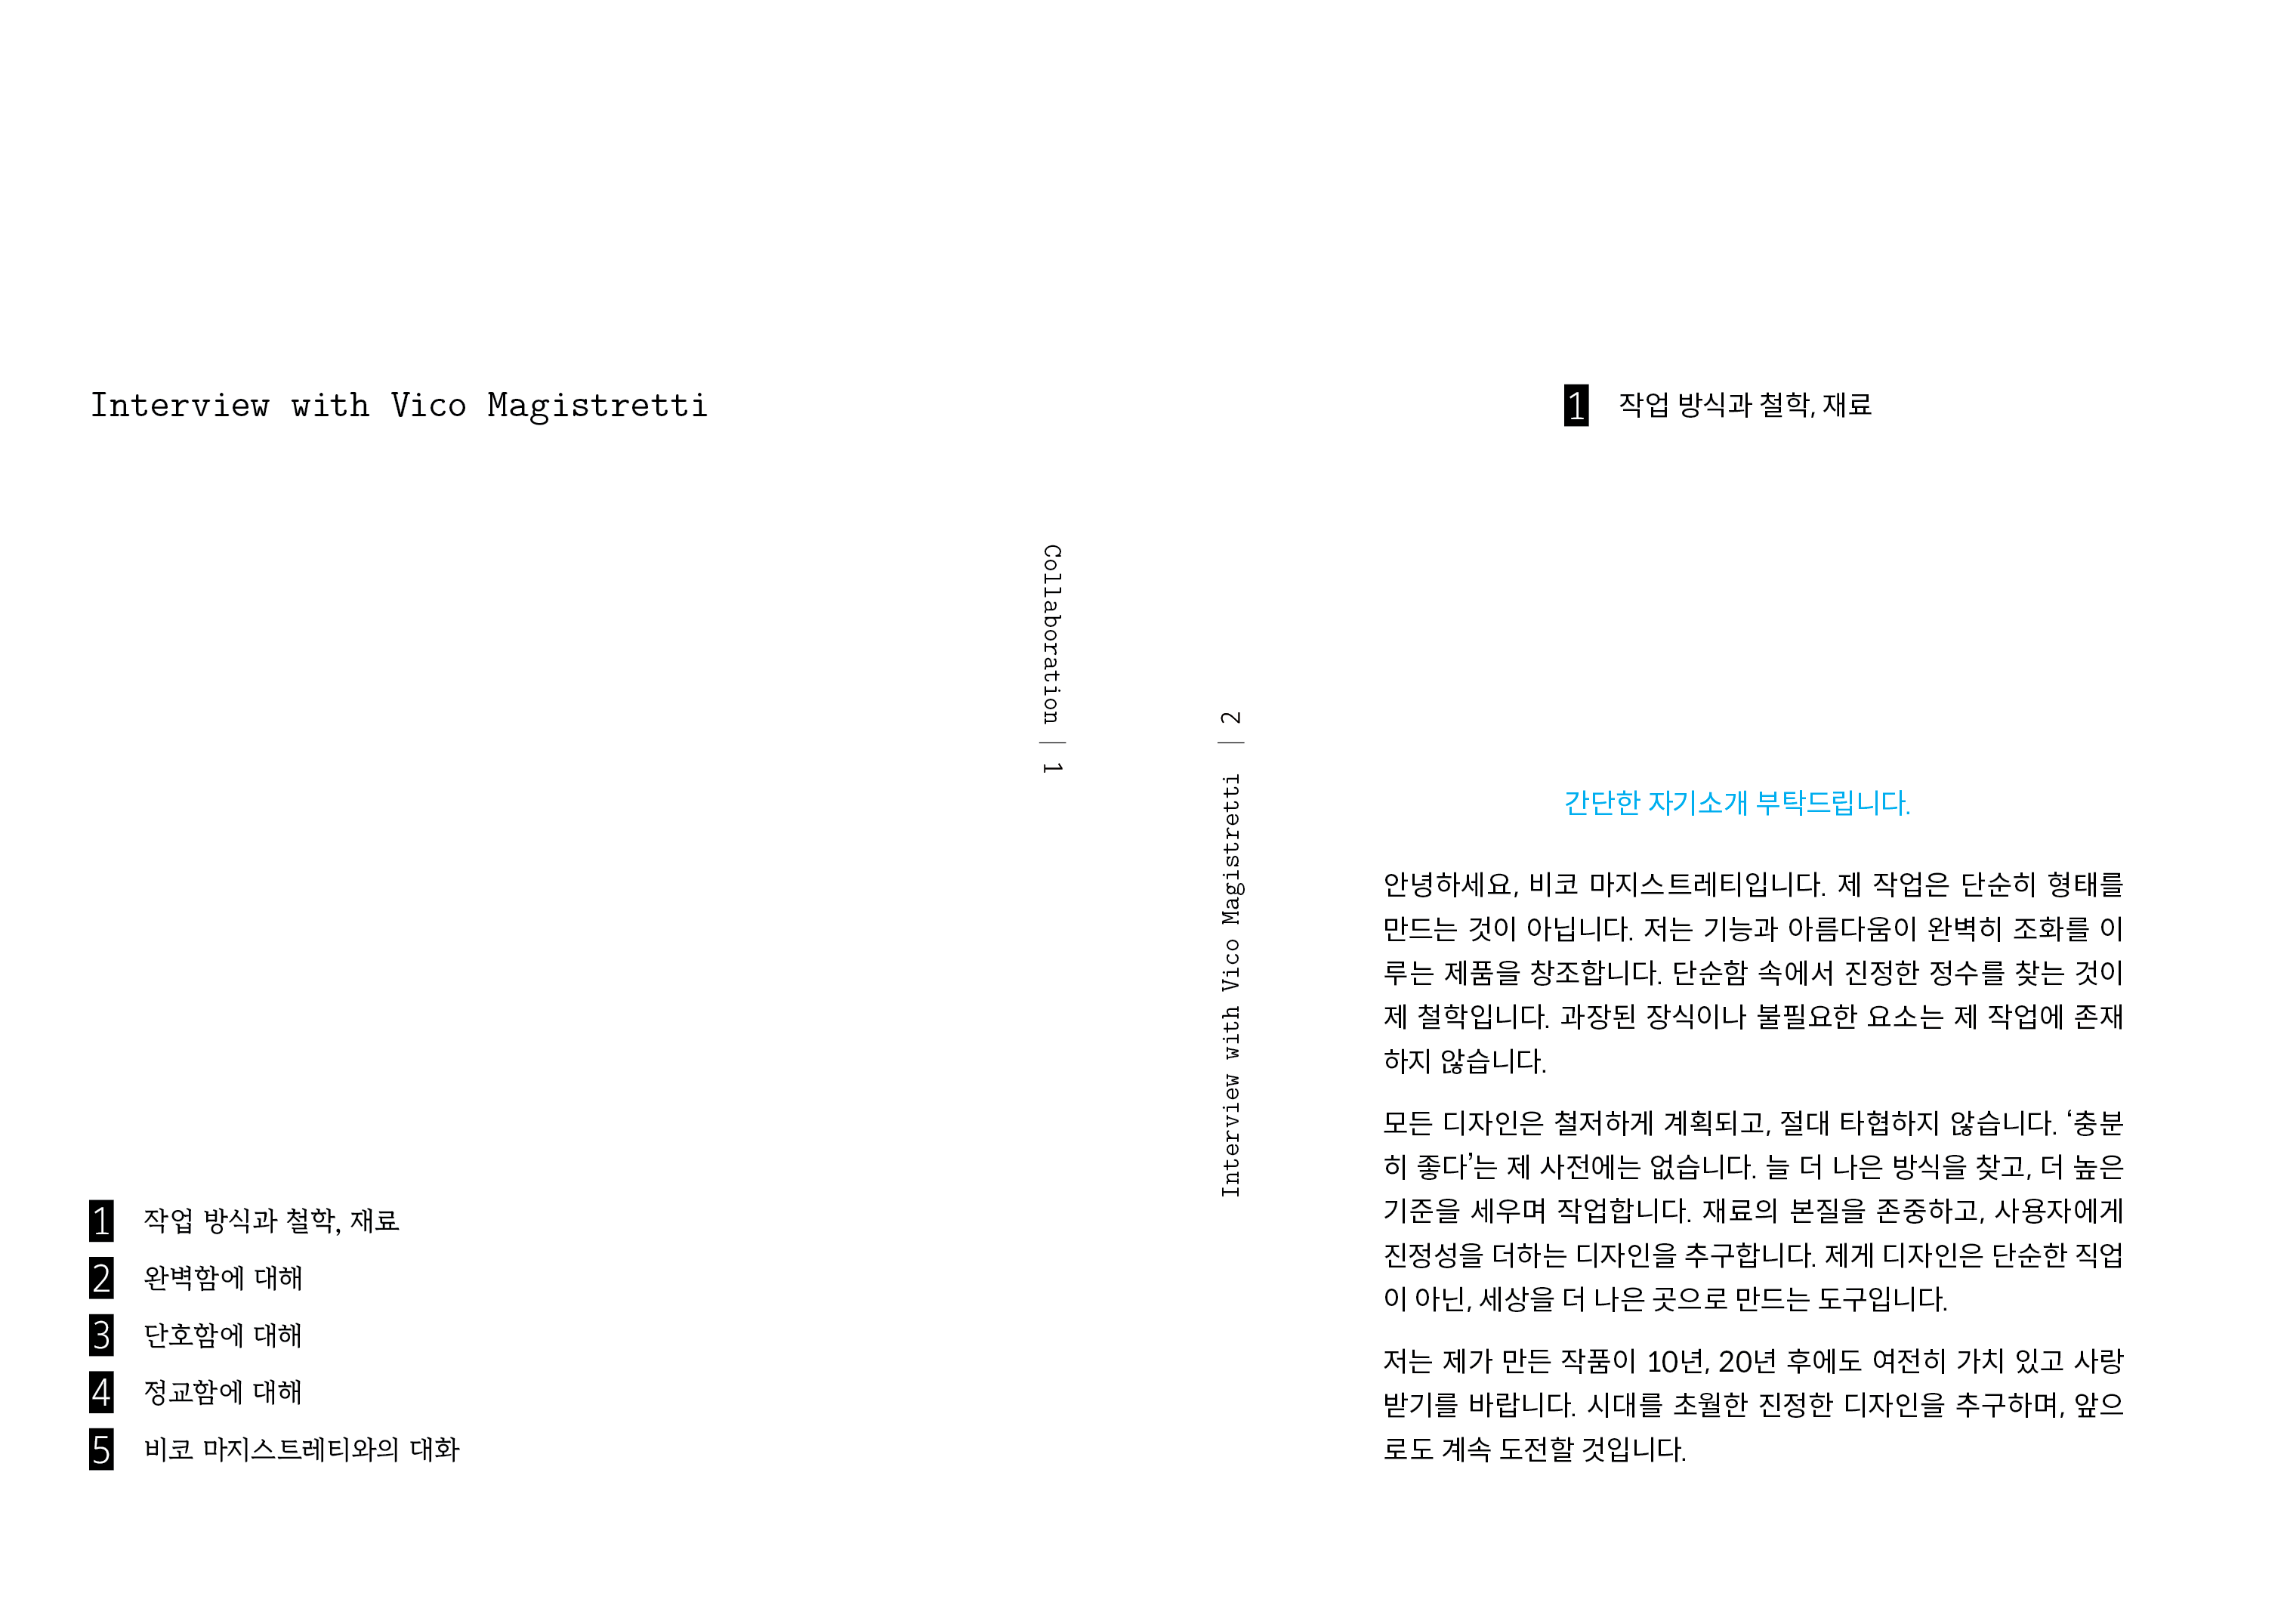 Interview with Vico Magistretti
1 작업 방식과 철학, 재료
2 완벽함에 대해
3 단호함에 대해
4 정교함에 대해
5 비코 마지스트레티와의 대화
Collaboration | 1
Interview with Vico Magistretti | 2
1 작업 방식과 철학, 재료
간단한 자기소개 부탁드립니다.
안녕하세요, 비코 마지스트레티입니다. 제 작업은 단순히 형태를
만드는 것이 아닙니다. 저는 기능과 아름다움이 완벽히 조화를 이
루는 제품을 창조합니다. 단순함 속에서 진정한 정수를 찾는 것이
제 철학입니다. 과장된 장식이나 불필요한 요소는 제 작업에 존재
하지 않습니다.
모든 디자인은 철저하게 계획되고, 절대 타협하지 않습니다. ‘충분
히 좋다’는 제 사전에는 없습니다. 늘 더 나은 방식을 찾고, 더 높은
기준을 세우며 작업합니다. 재료의 본질을 존중하고, 사용자에게
진정성을 더하는 디자인을 추구합니다. 제게 디자인은 단순한 직업
이 아닌, 세상을 더 나은 곳으로 만드는 도구입니다.
저는 제가 만든 작품이 10년, 20년 후에도 여전히 가치 있고 사랑
받기를 바랍니다. 시대를 초월한 진정한 디자인을 추구하며, 앞으
로도 계속 도전할 것입니다.